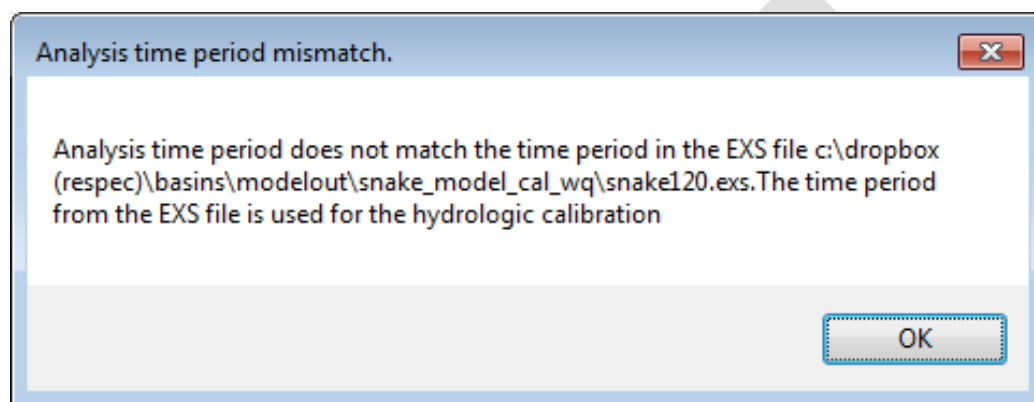 Analysis time period mismatch.
Analysis time period does not match the time period in the EXS file c:\dropbox
(respec)\basins\modelout\snake_model_cal_wq\snake120.exs.The time period
from the EXS file is used for the hydrologic calibration
OK